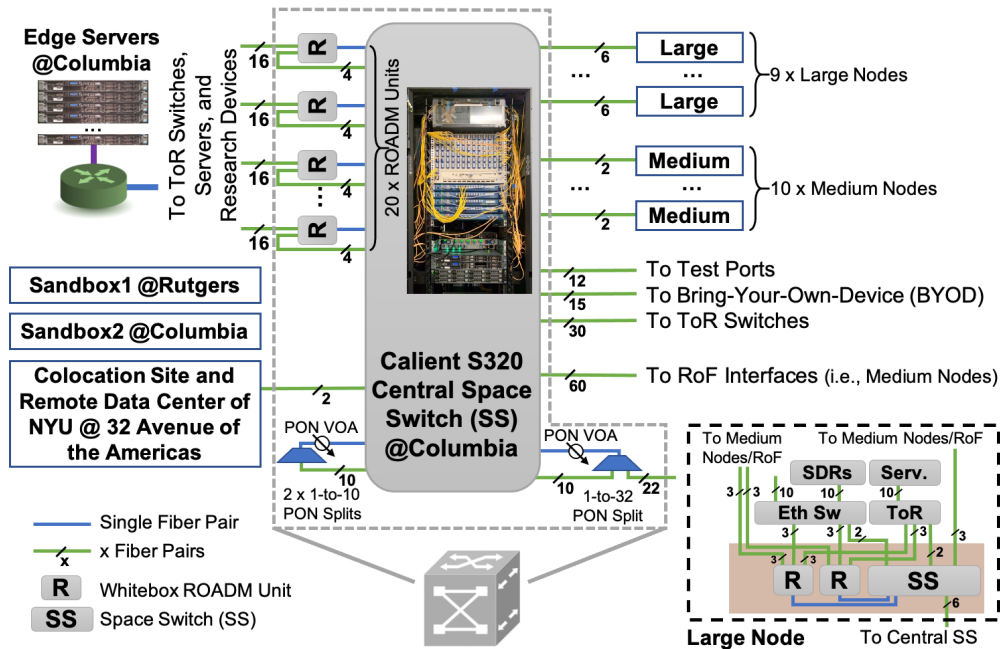 Edge Servers
@Columbia
...
To ToR Switches,
Servers, and
Research Devices
16
R
4
16
R
4
16
R
4
...
16
R
4
20 x ROADM Units
6
Large
...
...
6
Large
9 x Large Nodes
2
Medium
...
...
2
Medium
10 x Medium Nodes
12
To Test Ports
15
To Bring-Your-Own-Device (BYOD)
30
To ToR Switches
60
To RoF Interfaces (i.e., Medium Nodes)
Sandbox1 @Rutgers
Sandbox2 @Columbia
Colocation Site and
Remote Data Center of
NYU @ 32 Avenue of
the Americas
2
Calient S320
Central Space
Switch (SS)
@Columbia
PON VOA
10
2 x 1-to-10
PON Splits
PON VOA
10
22
1-to-32
PON Split
Single Fiber Pair
x
x Fiber Pairs
R
Whitebox ROADM Unit
SS
Space Switch (SS)
To Medium
Nodes/RoF
To Medium Nodes/RoF
SDRs
Serv.
3
3
10
10
10
Eth Sw
ToR
3
3
2
3
2
3
3
3
R
R
SS
6
Large Node
To Central SS